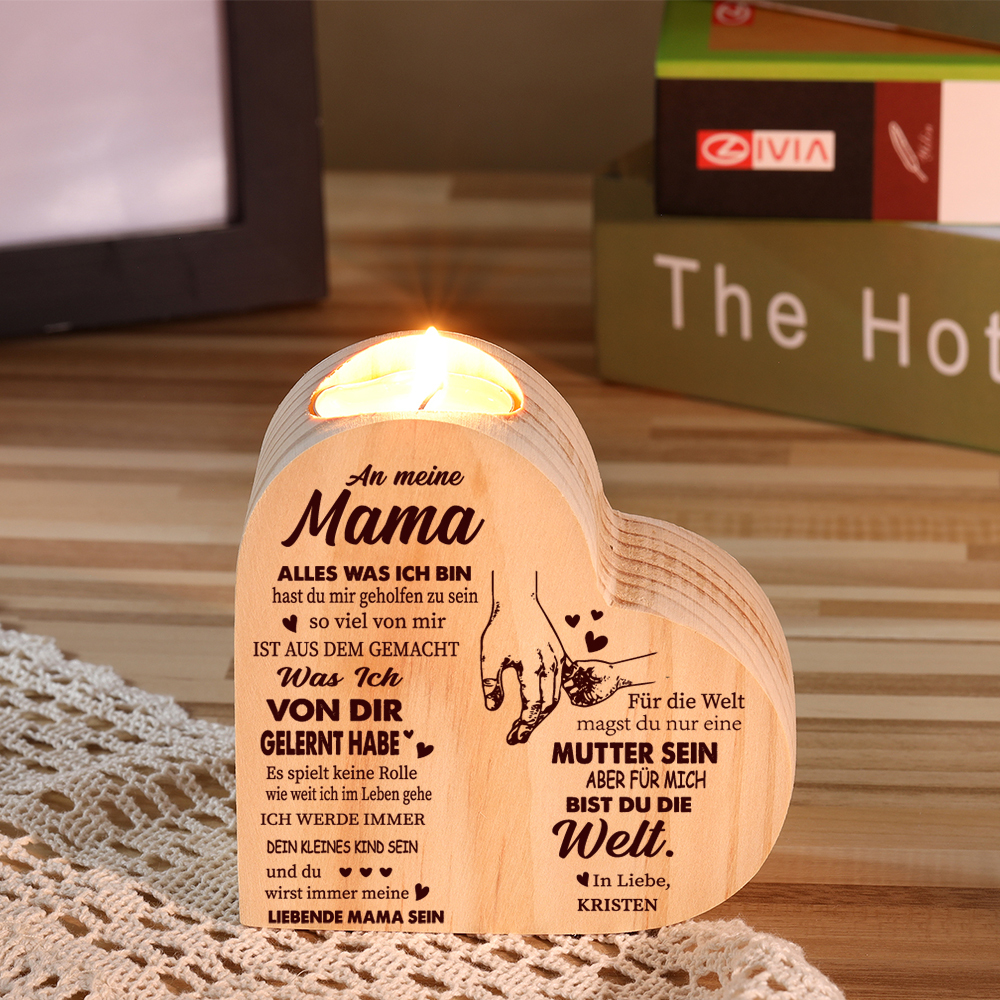 An meine
Mama
ALLES WAS ICH BIN
hast du mir geholfen zu sein
so viel von mir
IST AUS DEM GEMACHT
Was Ich
VON DIR
GELERNT HABE
Es spielt keine Rolle
wie weit ich im Leben gehe
ICH WERDE IMMER
DEIN KLEINES KIND SEIN
und du
wirst immer meine
LIEBENDE MAMA SEIN
Für die Welt
magst du nur eine
MUTTER SEIN
ABER FÜR MICH
BIST DU DIE
Welt.
In Liebe,
KRISTEN
IVIA
The Hot